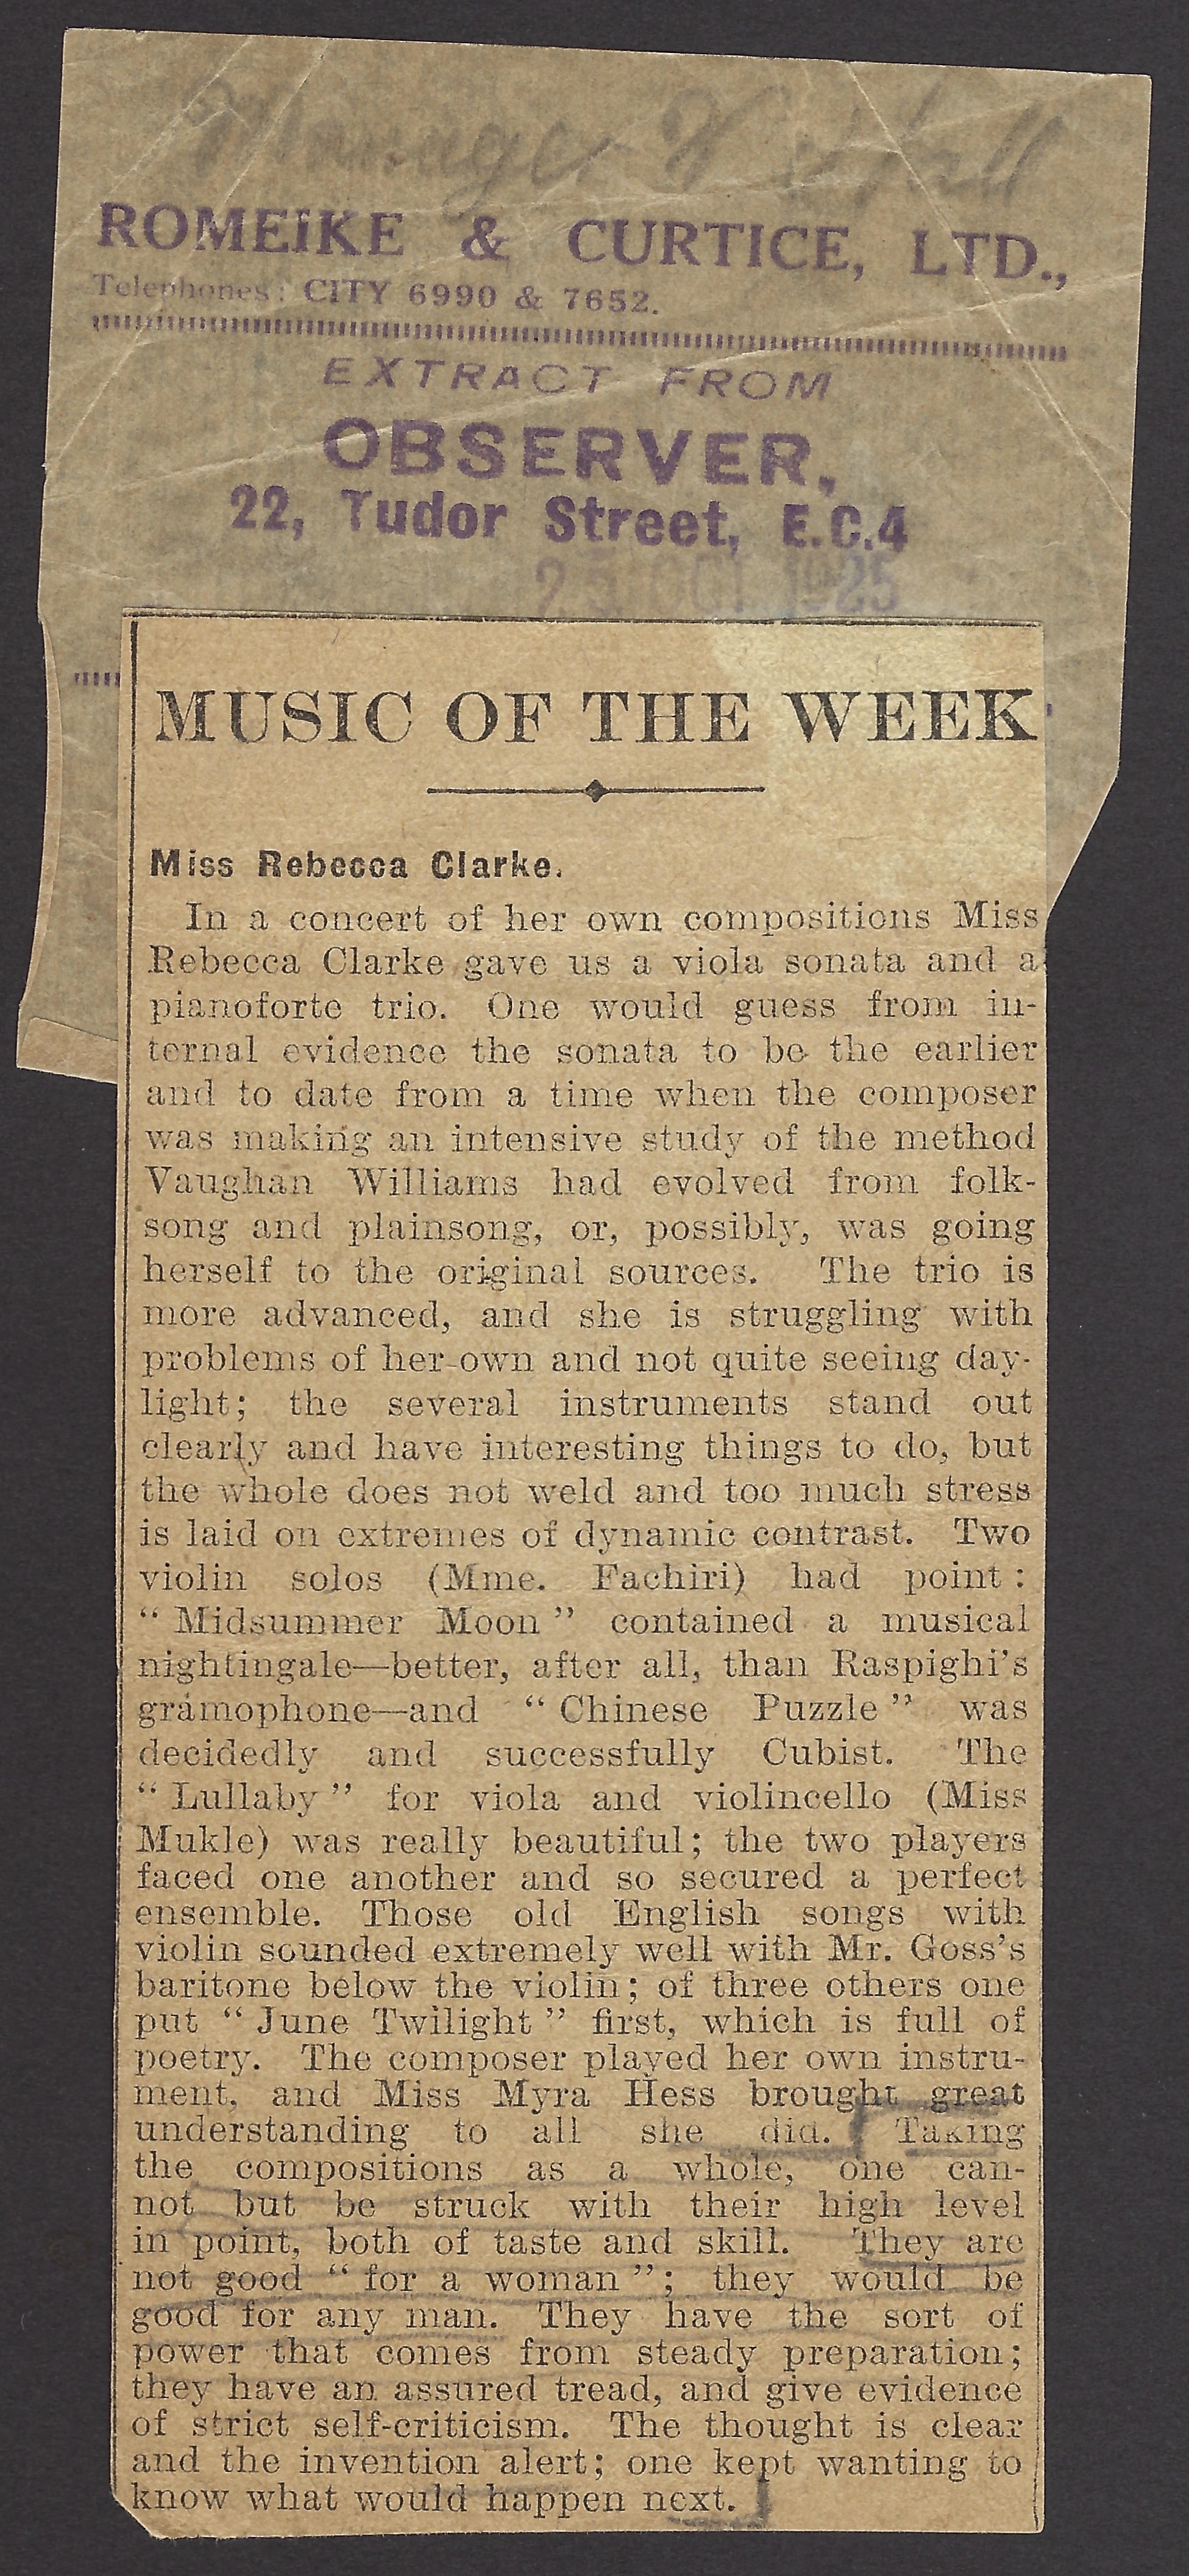 Manager
ROMEIKE & CURTICE, LTD.,
Telephones: CITY 6990 & 7652.
EXTRACT FROM
OBSERVER,
22, Tudor Street, E.C.4
25 OCT 1925
MUSIC OF THE WEEK
Miss Rebecca Clarke.
In a concert of her own compositions Miss
Rebecca Clarke gave us a viola sonata and a
pianoforte trio. One would guess from in-
ternal evidence the sonata to be the earlier
and to date from a time when the composer
was making an intensive study of the method
Vaughan Williams had evolved from folk-
song and plainsong, or, possibly, was going
herself to the original sources. The trio is
more advanced, and she is struggling with
problems of her own and not quite seeing day-
light; the several instruments stand out
clearly and have interesting things to do, but
the whole does not weld and too much stress
is laid on extremes of dynamic contrast. Two
violin solos (Mme. Fachiri) had point:
“Midsummer Moon” contained a musical
nightingale—better, after all, than Raspighi's
gramophone—and “Chinese Puzzle” was
decidedly and successfully Cubist. The
“Lullaby” for viola and violincello (Miss
Mukle) was really beautiful; the two players
faced one another and so secured a perfect
ensemble. Those old English songs with
violin sounded extremely well with Mr. Goss's
baritone below the violin; of three others one
put “June Twilight” first, which is full of
poetry. The composer played her own instru-
ment, and Miss Myra Hess brought great
understanding to all she did. Taking
the compositions as a whole, one can-
not but be struck with their high level
in point, both of taste and skill. They are
not good “for a woman”; they would be
good for any man. They have the sort of
power that comes from steady preparation;
they have an assured tread, and give evidence
of strict self-criticism. The thought is clear
and the invention alert; one kept wanting to
know what would happen next.